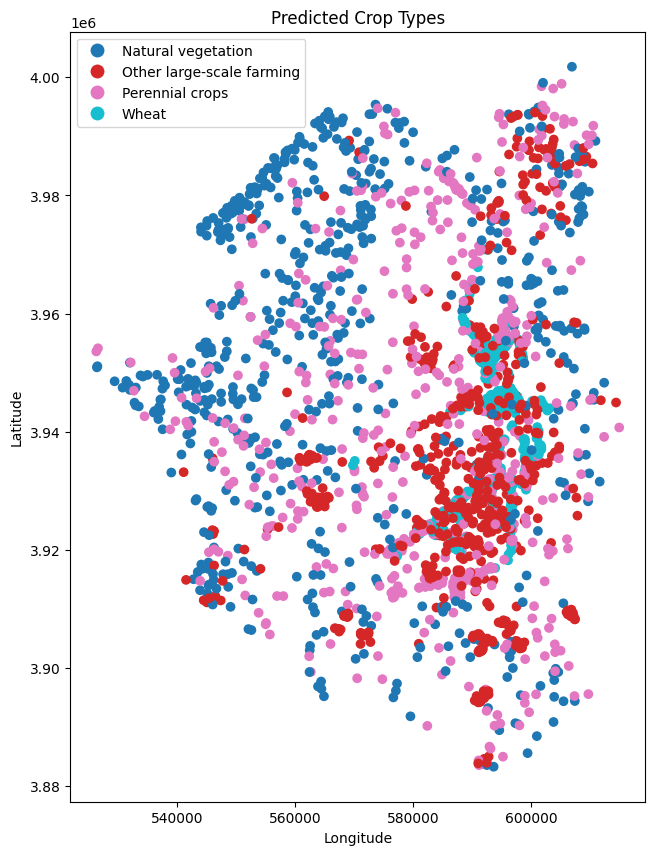 Predicted Crop Types
1e6
Natural vegetation
Other large-scale farming
Perennial crops
Wheat
4.00
3.98
3.96
3.94
3.92
3.90
3.88
Latitude
540000
560000
580000
600000
Longitude